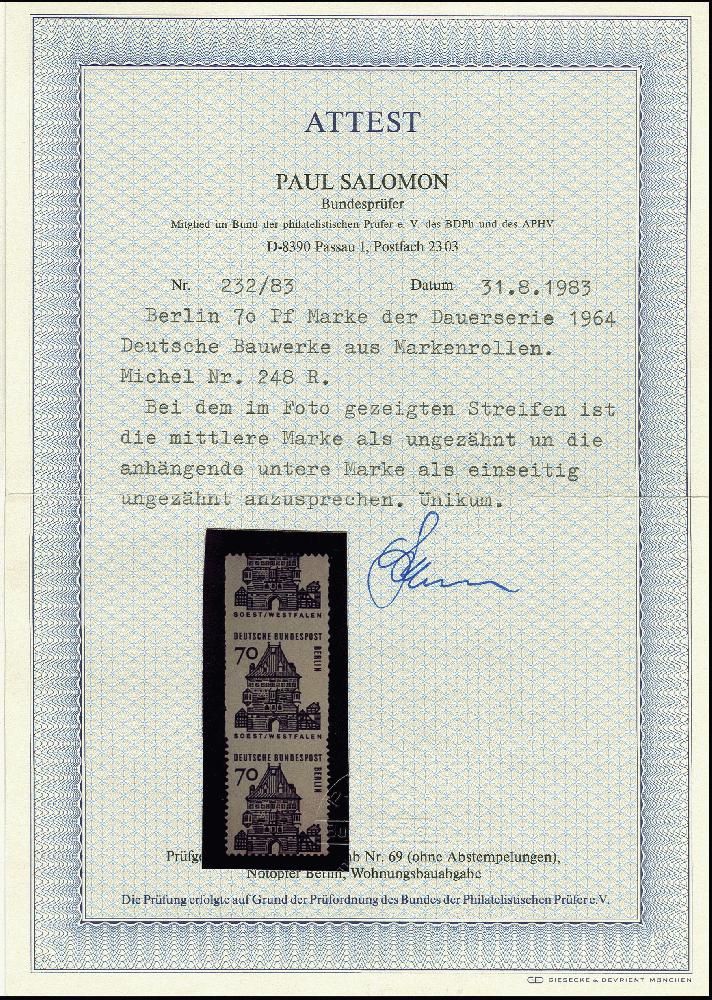 ATTEST
PAUL SALOMON
Bundesprüfer
Mitglied im Bund der philatelistischen Prüfer e. V. des BDPh und des APHV
D-8390 Passau 1, Postfach 23 03
Nr. 232/83 Datum 31.8.1983
Berlin 7o Pf Marke der Dauerserie 1964
Deutsche Bauwerke aus Markenrollen.
Michel Nr. 248 R.
Bei dem im Foto gezeigten Streifen ist
die mittlere Marke als ungezähnt un die
anhängende untere Marke als einseitig
ungezähnt anzusprechen. Unikum.
SOEST/WESTFALEN
DEUTSCHE BUNDESPOST
70 BERLIN
SOEST/WESTFALEN
DEUTSCHE BUNDESPOST
70 BERLIN
Nr. 69 (ohne Abstempelungen),
Notopfer Berlin, Wohnungsbauabgabe
Die Prüfung erfolgte auf Grund der Prüfordnung des Bundes der Philatelistischen Prüfer e. V.
GIESECKE & DEVRIENT MÜNCHEN